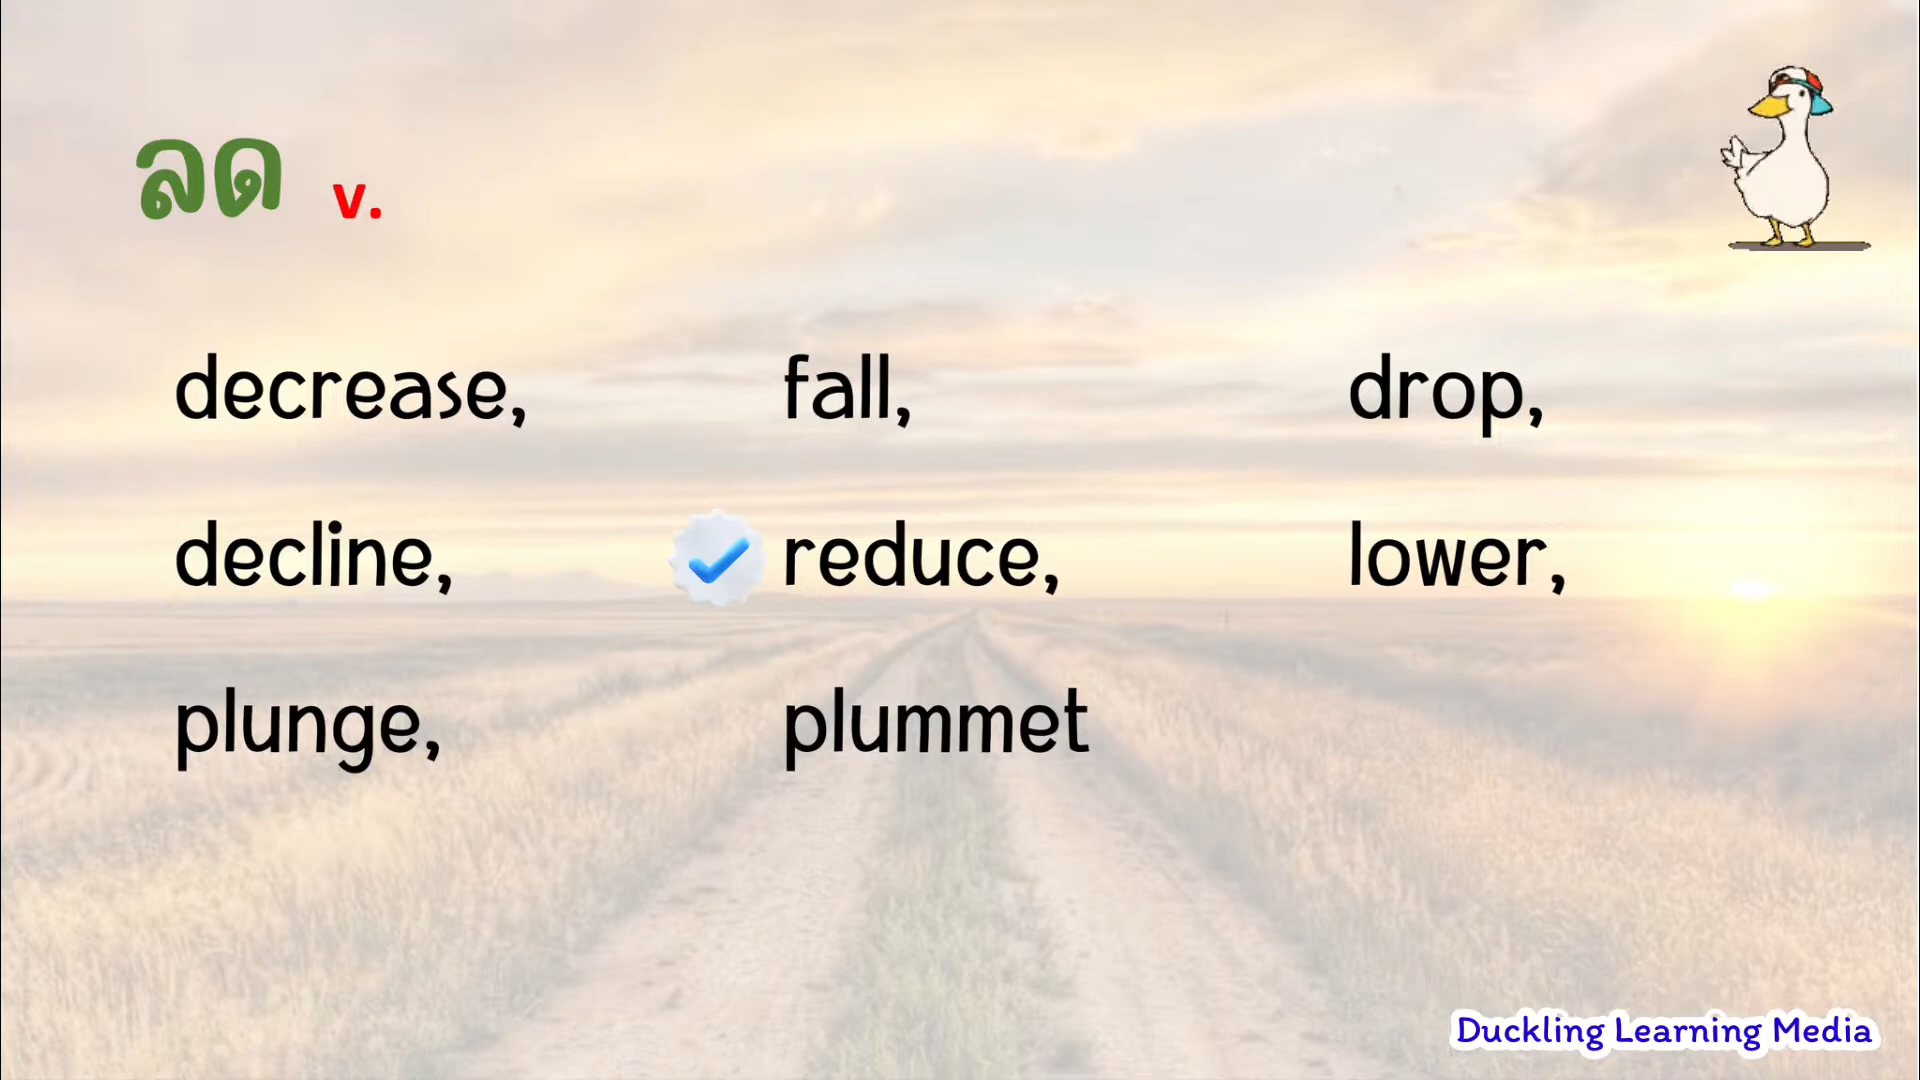 ลด v.
decrease, fall, drop,
decline, reduce, lower,
plunge, plummet
Duckling Learning Media